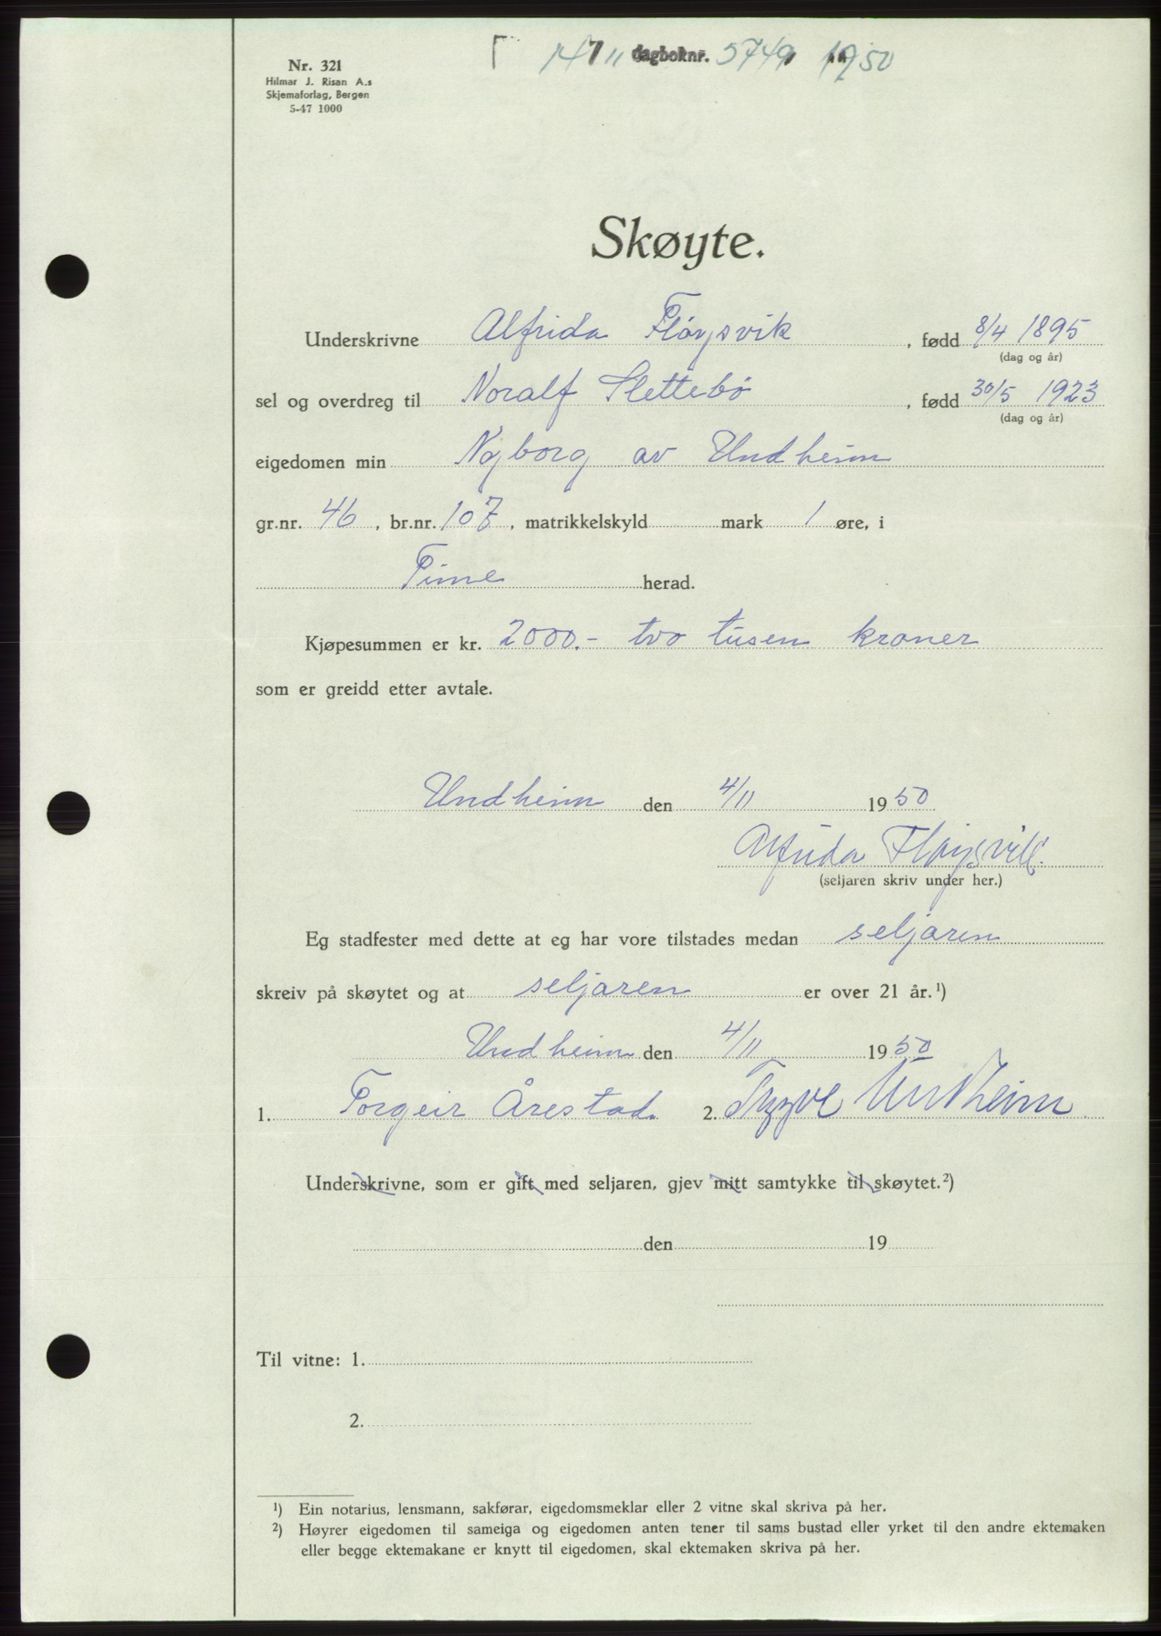 14/11 dagboknr. 5749 1950
Nr. 321
Hilmar J. Risan A.s
Skjemaforlag, Bergen
5-47 1000
Skøyte.
Underskrivne Alfrida Fløysvik, fødd 8/4 1895
(dag og år)
sel og overdreg til Noralf Slettebö, fødd 30/5 1923
(dag og år)
eigedomen min Nyborg av Undheim
gr.nr. 46, br.nr. 107, matrikkelskyld mark 1 øre, i
Time herad.
Kjøpesummen er kr. 2000.- tvo tusen kroner
som er greidd etter avtale.
Undheim den 4/11 1950
Alfrida Fløysvik
(seljaren skriv under her.)
Eg stadfester med dette at eg har vore tilstades medan seljaren
skreiv på skøytet og at seljaren er over 21 år.¹)
Undheim den 4/11 1950
1. Torgeir Årestad. 2. Trygve Undheim
Underskrivne, som er gift med seljaren, gjev mitt samtykke til skøytet.²)
den 19
Til vitne: 1.
2.
¹) Ein notarius, lensmann, sakførar, eigedomsmeklar eller 2 vitne skal skriva på her.
²) Høyrer eigedomen til sameiga og eigedomen anten tener til sams bustad eller yrket til den andre ektemaken
eller begge ektemakane er knytt til eigedomen, skal ektemaken skriva på her.